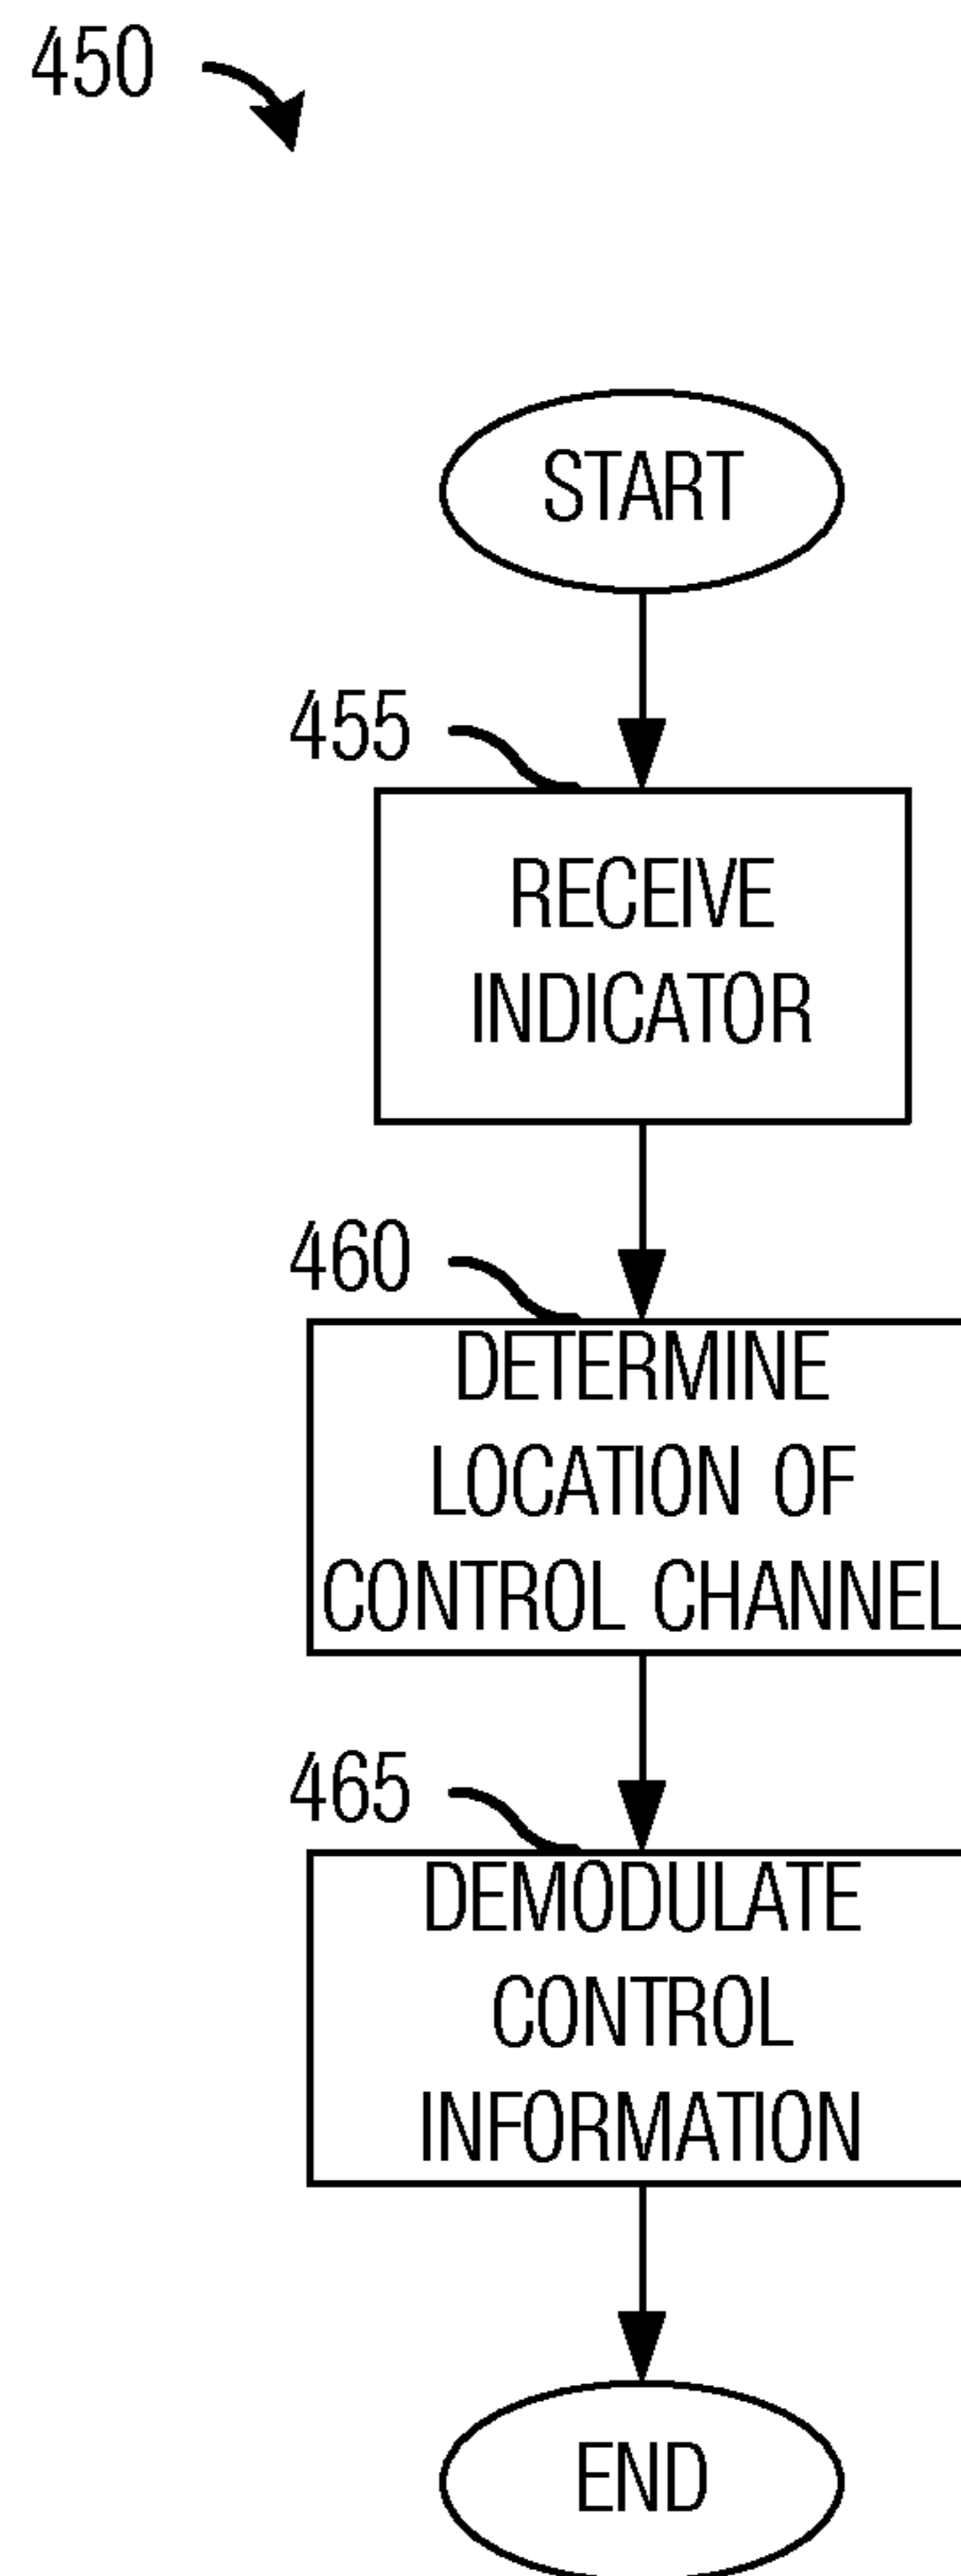 450
START
455
RECEIVE
INDICATOR
460
DETERMINE
LOCATION OF
CONTROL CHANNEL
465
DEMODULATE
CONTROL
INFORMATION
END